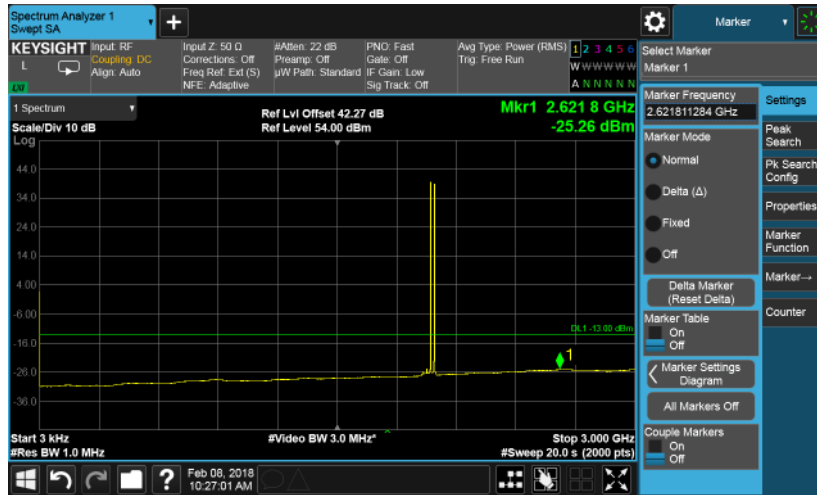 Spectrum Analyzer 1
Swept SA
+
Marker
KEYSIGHT
L
LXI
Input: RF
Coupling: DC
Align: Auto
Input Z: 50 Ω
Corrections: Off
Freq Ref: Ext (S)
NFE: Adaptive
#Atten: 22 dB
Preamp: Off
µW Path: Standard
PNO: Fast
Gate: Off
IF Gain: Low
Sig Track: Off
Avg Type: Power (RMS)
Trig: Free Run
1 2 3 4 5 6
W W W W W W
A N N N N N
1 Spectrum
Scale/Div 10 dB
Log
Ref Lvl Offset 42.27 dB
Ref Level 54.00 dBm
Mkr1 2.621 8 GHz
-25.26 dBm
44.0
34.0
24.0
14.0
4.00
-6.00
-16.0
-26.0
-36.0
DL1 -13.00 dBm
1
Start 3 kHz
#Res BW 1.0 MHz
#Video BW 3.0 MHz*
Stop 3.000 GHz
#Sweep 20.0 s (2000 pts)
Select Marker
Marker 1
Marker Frequency
2.621811284 GHz
Marker Mode
Normal
Delta (Δ)
Fixed
Off
Delta Marker
(Reset Delta)
Marker Table
On
Off
Marker Settings
Diagram
All Markers Off
Couple Markers
On
Off
Settings
Peak
Search
Pk Search
Config
Properties
Marker
Function
Marker→
Counter
?
Feb 08, 2018
10:27:01 AM